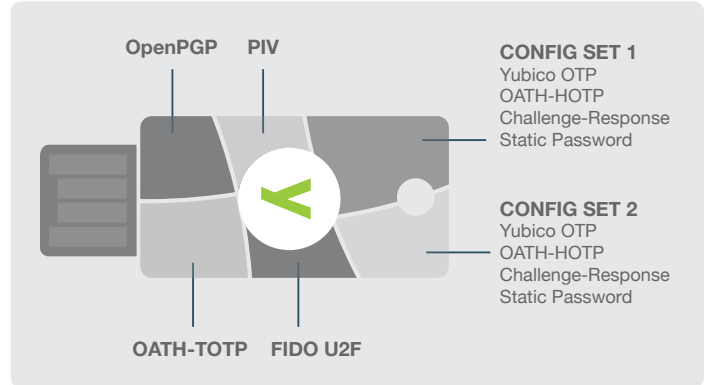 OpenPGP PIV
CONFIG SET 1
Yubico OTP
OATH-HOTP
Challenge-Response
Static Password
CONFIG SET 2
Yubico OTP
OATH-HOTP
Challenge-Response
Static Password
OATH-TOTP FIDO U2F